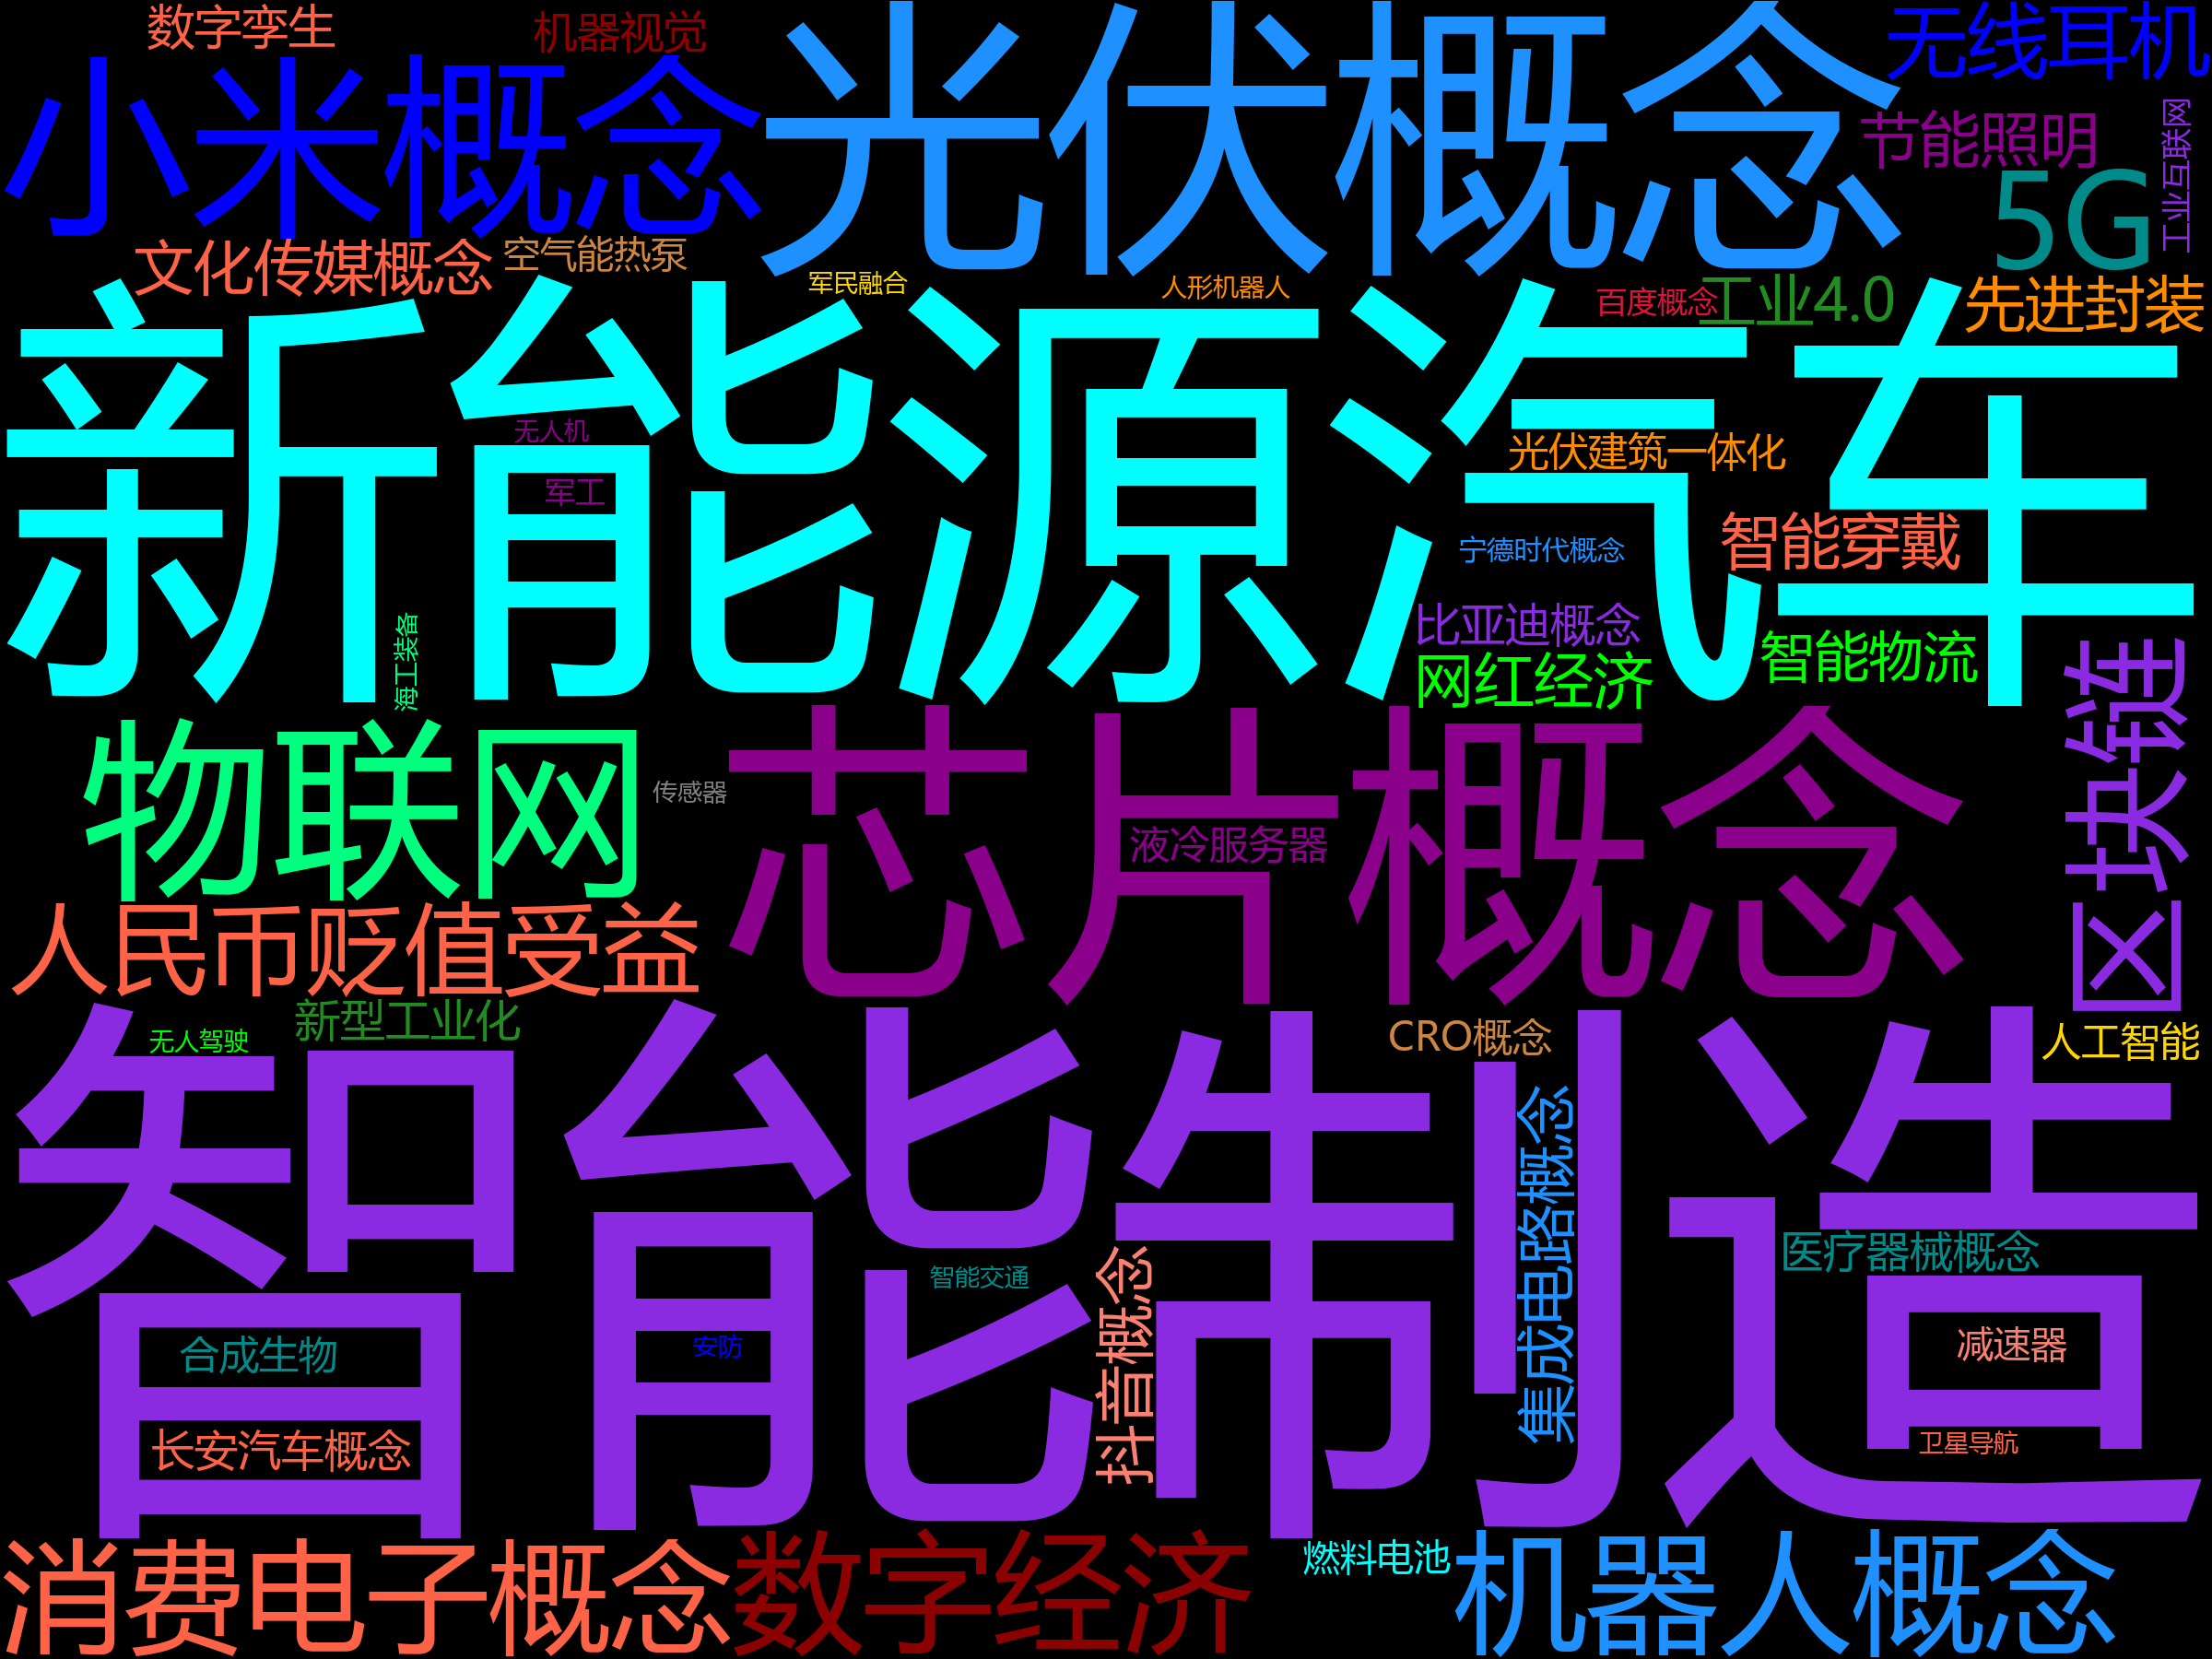 数字孪生
机器视觉
小米概念
光伏概念
无线耳机
节能照明
工业互联网
5G
文化传媒概念
空气能热泵
军民融合
人形机器人
百度概念
工业4.0
先进封装
新能源汽车
无人机
光伏建筑一体化
军工
宁德时代概念
智能穿戴
海工装备
比亚迪概念
智能物流
网红经济
区块链
物联网
传感器
芯片概念
液冷服务器
人民币贬值受益
新型工业化
无人驾驶
CRO概念
人工智能
智能制造
集成电路概念
抖音概念
医疗器械概念
智能交通
合成生物
安防
减速器
长安汽车概念
卫星导航
消费电子概念
数字经济
燃料电池
机器人概念